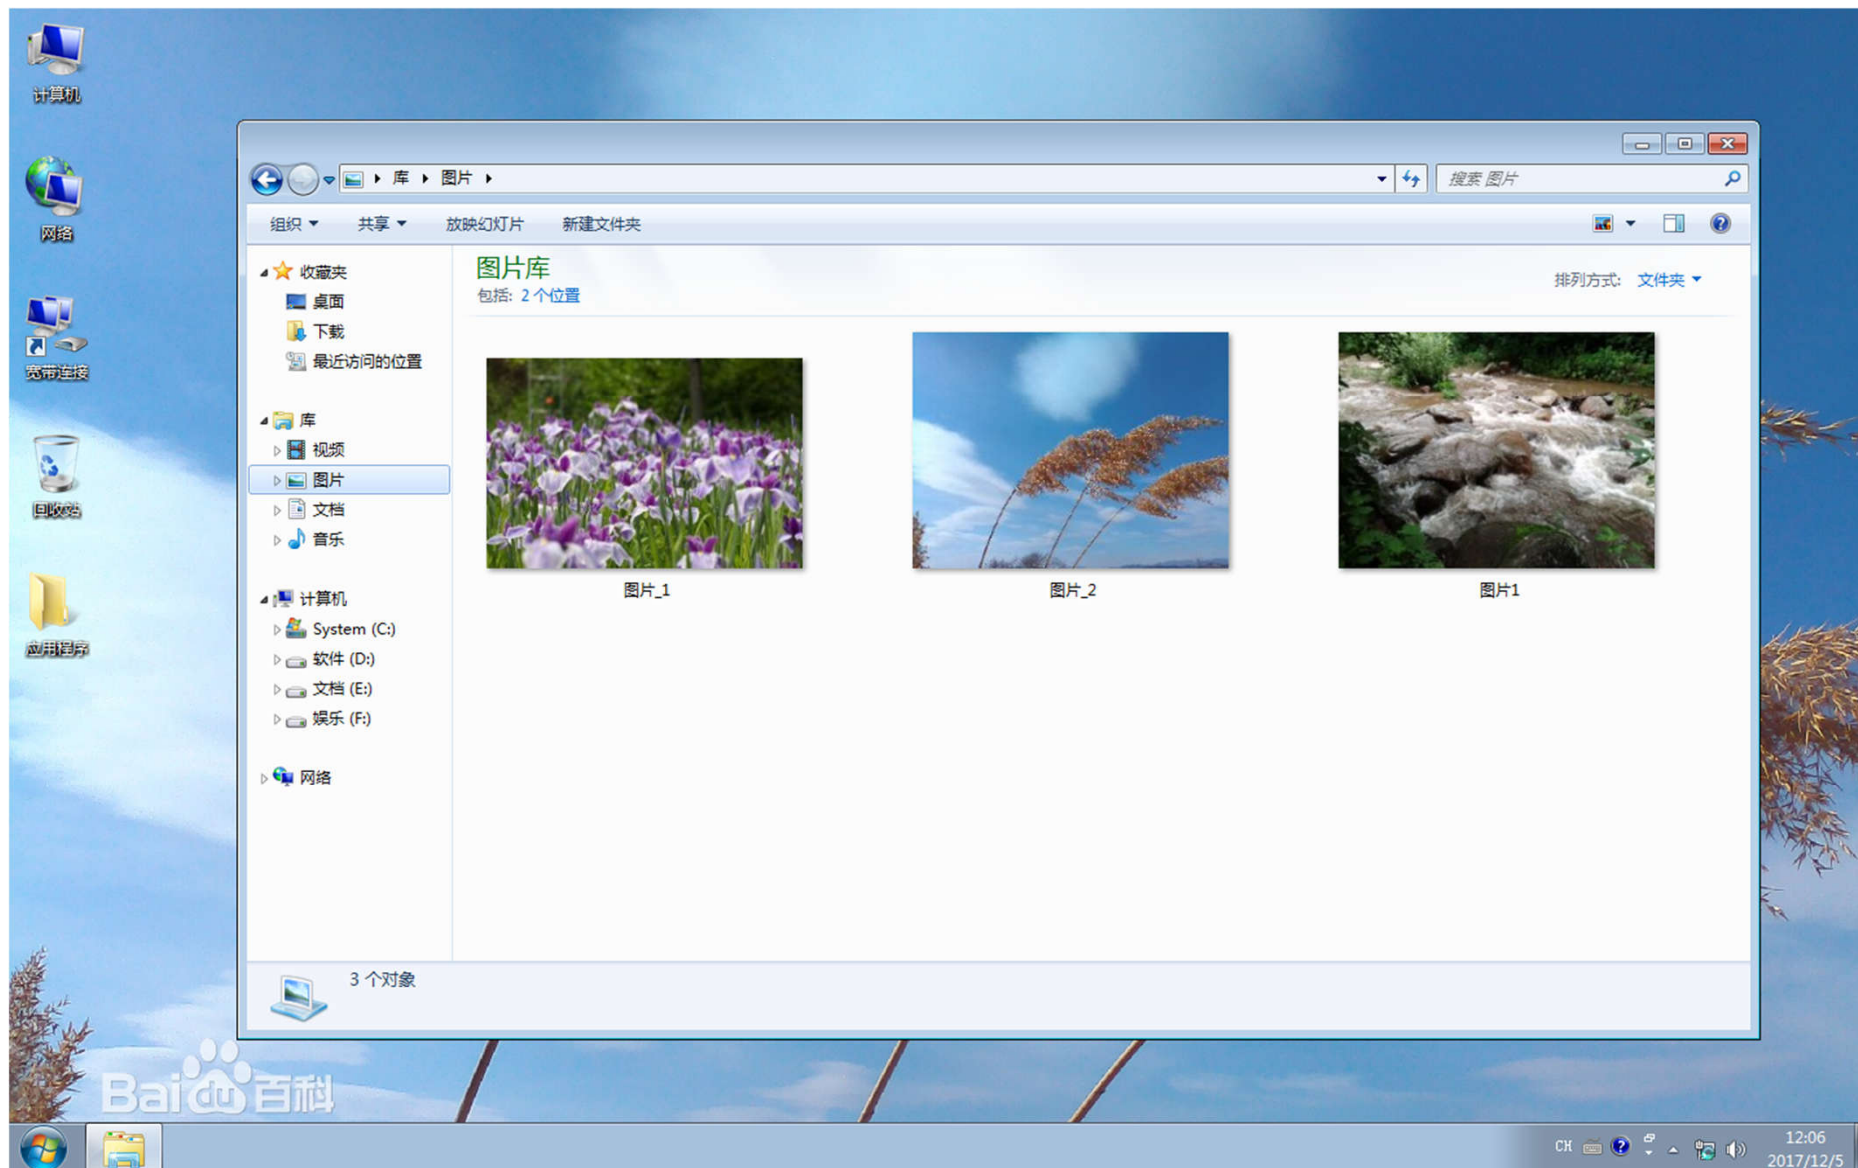 计算机
网络
宽带连接
回收站
应用程序
库 图片
搜索 图片
组织 共享 放映幻灯片 新建文件夹
收藏夹
桌面
下载
最近访问的位置
库
视频
图片
文档
音乐
计算机
System (C:)
软件 (D:)
文档 (E:)
娱乐 (F:)
网络
图片库
包括: 2 个位置
排列方式: 文件夹
图片_1
图片_2
图片1
3 个对象
Bai du 百科
CH
12:06
2017/12/5